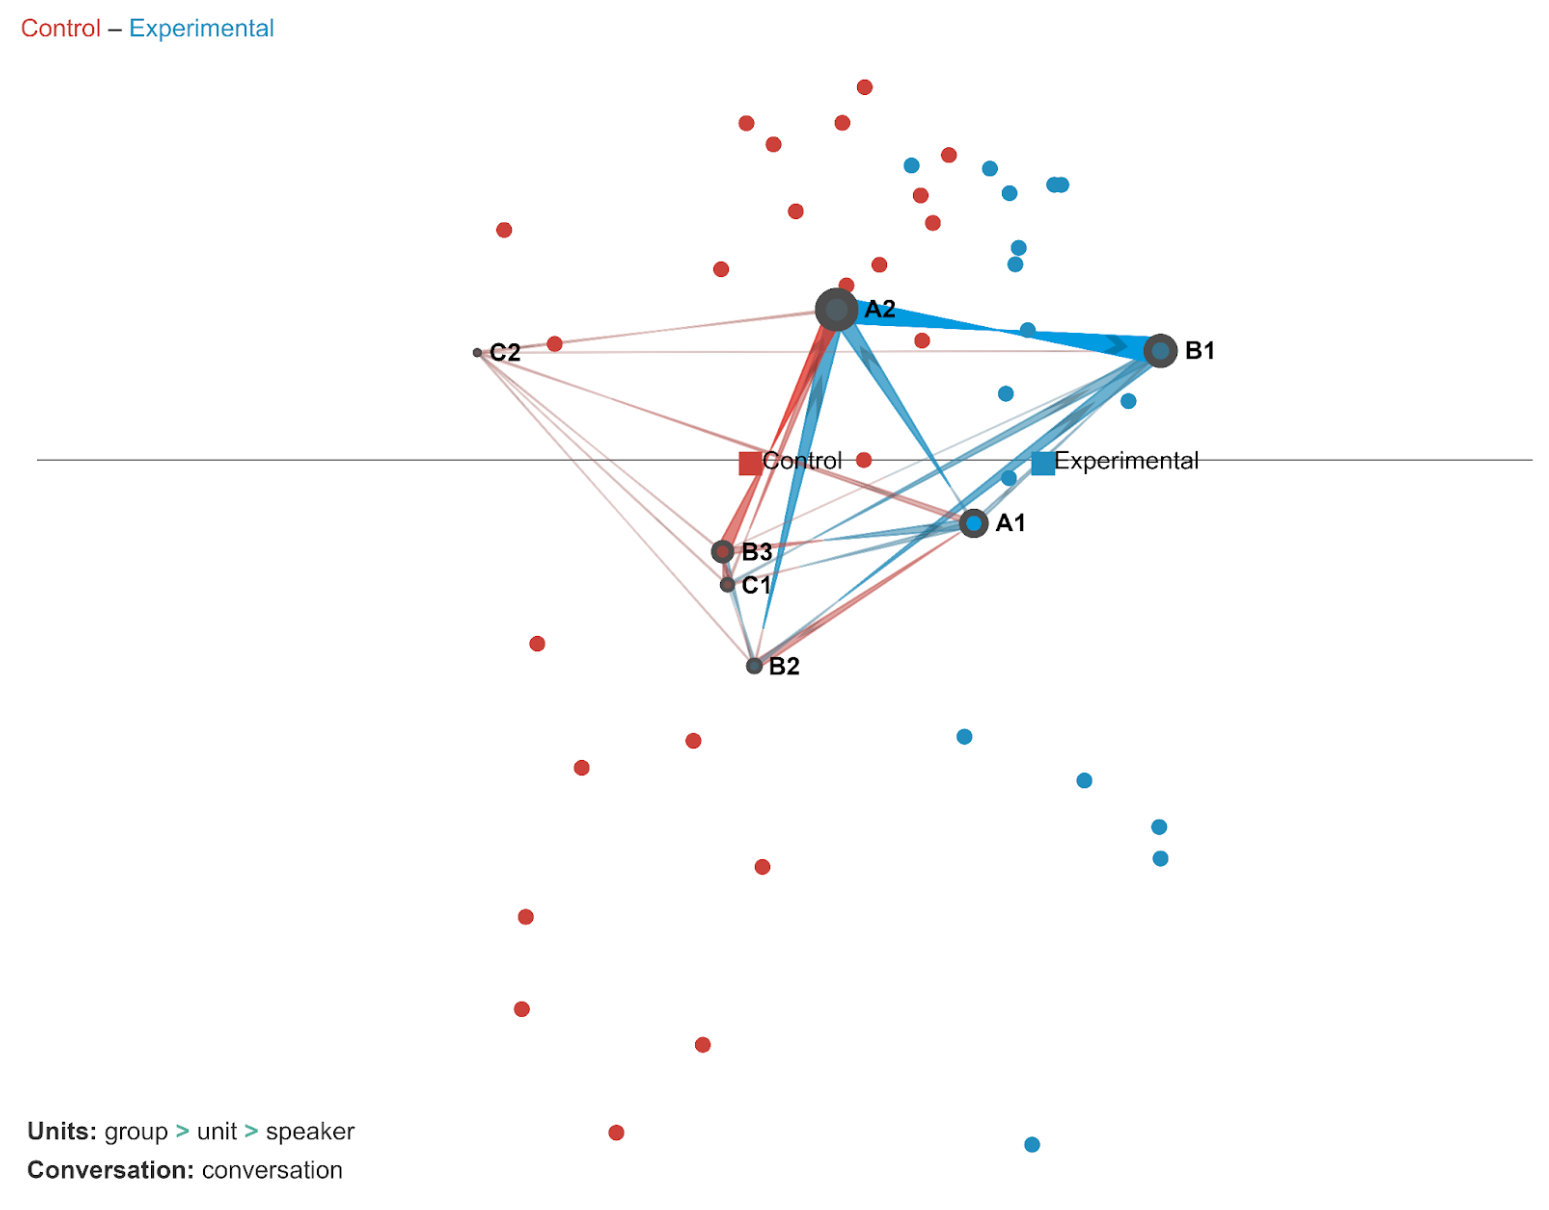 Control – Experimental
A2
C2
B1
Control
Experimental
A1
B3
C1
B2
Units: group > unit > speaker
Conversation: conversation